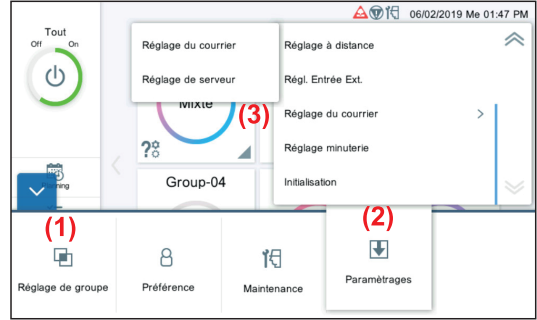 06/02/2019 Me 01:47 PM
Tout
Off On
Réglage du courrier
Réglage de serveur
Réglage à distance
Régl. Entrée Ext.
Réglage du courrier
Réglage minuterie
Initialisation
Mixte
(3)
Group-04
(1)
(2)
Réglage de groupe
Préférence
Maintenance
Paramètrages